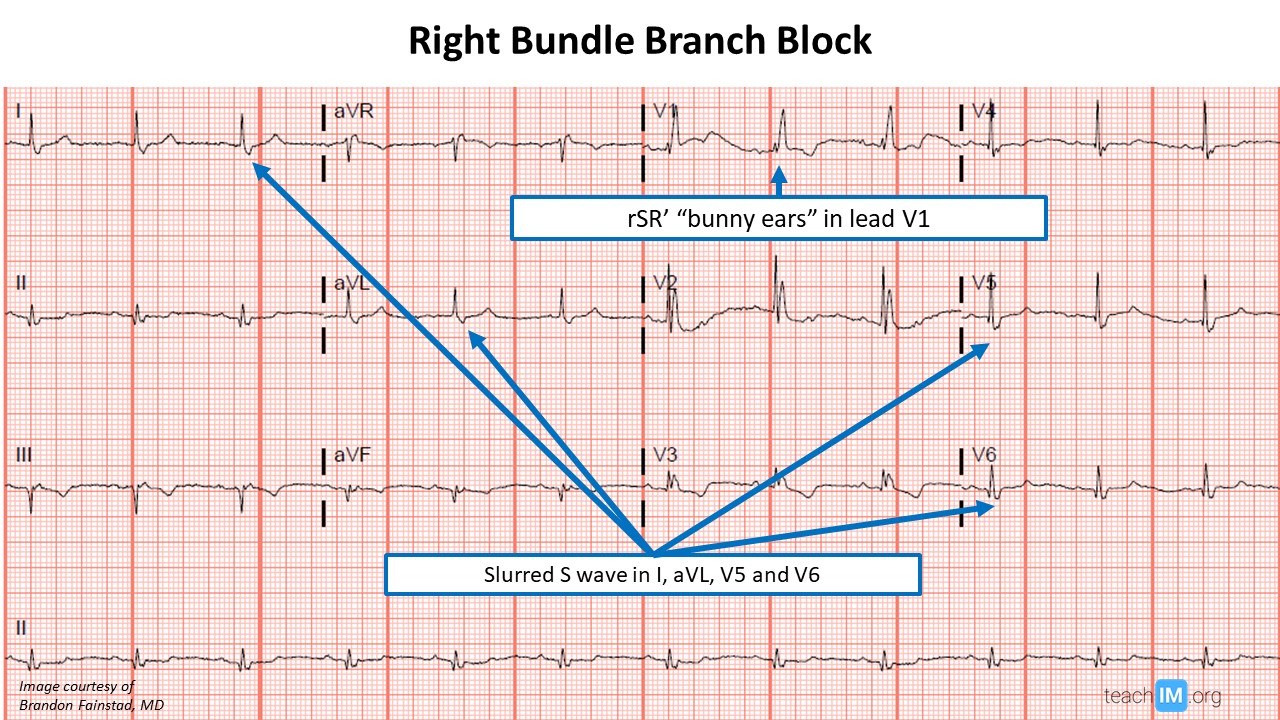 Right Bundle Branch Block
I
aVR
V1
V4
rSR’ “bunny ears” in lead V1
II
aVL
V2
V5
III
aVF
V3
V6
Slurred S wave in I, aVL, V5 and V6
II
Image courtesy of
Brandon Fainstad, MD
teachIM.org